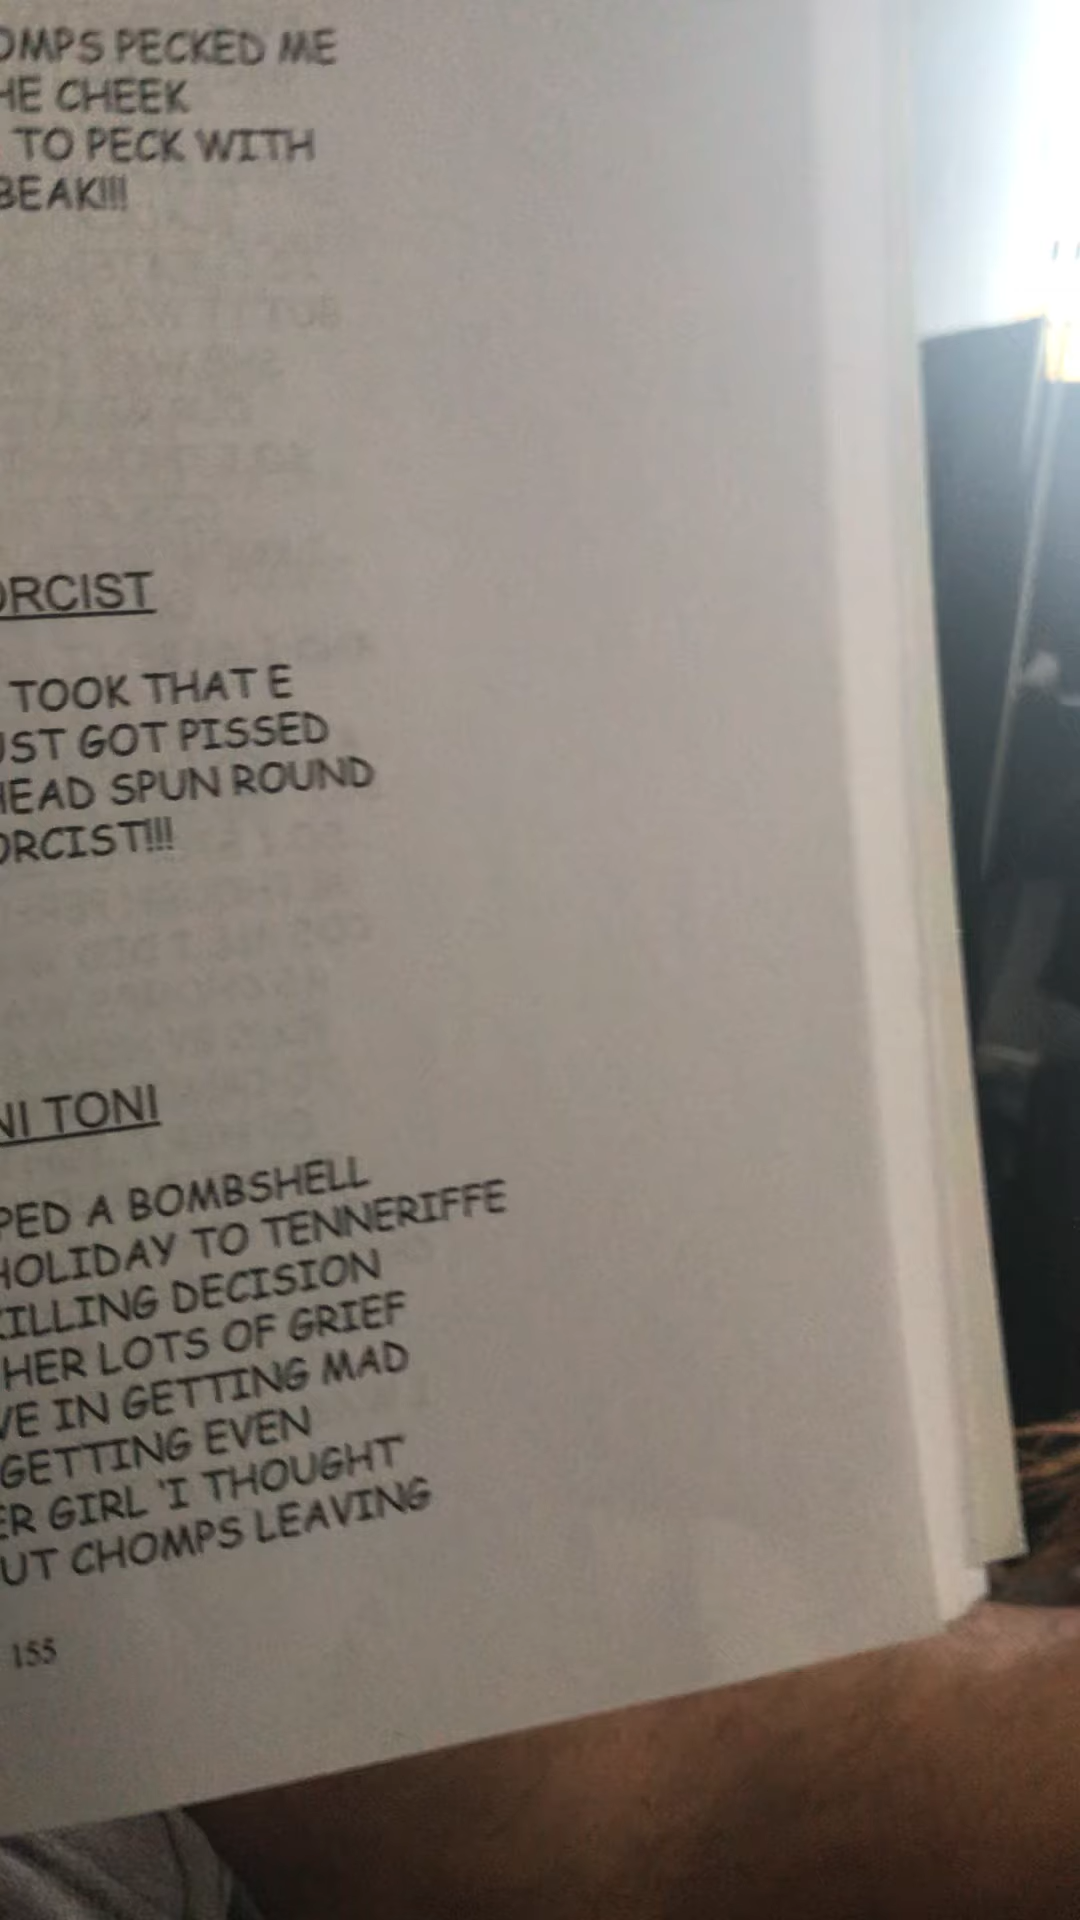 OMPS PECKED ME
HE CHEEK
TO PECK WITH
BEAK!!!
ORCIST
TOOK THAT E
UST GOT PISSED
HEAD SPUN ROUND
ORCIST!!!
NI TONI
PED A BOMBSHELL
HOLIDAY TO TENNERIFFE
KILLING DECISION
HER LOTS OF GRIEF
VE IN GETTING MAD
GETTING EVEN
ER GIRL 'I THOUGHT
UT CHOMPS LEAVING
155